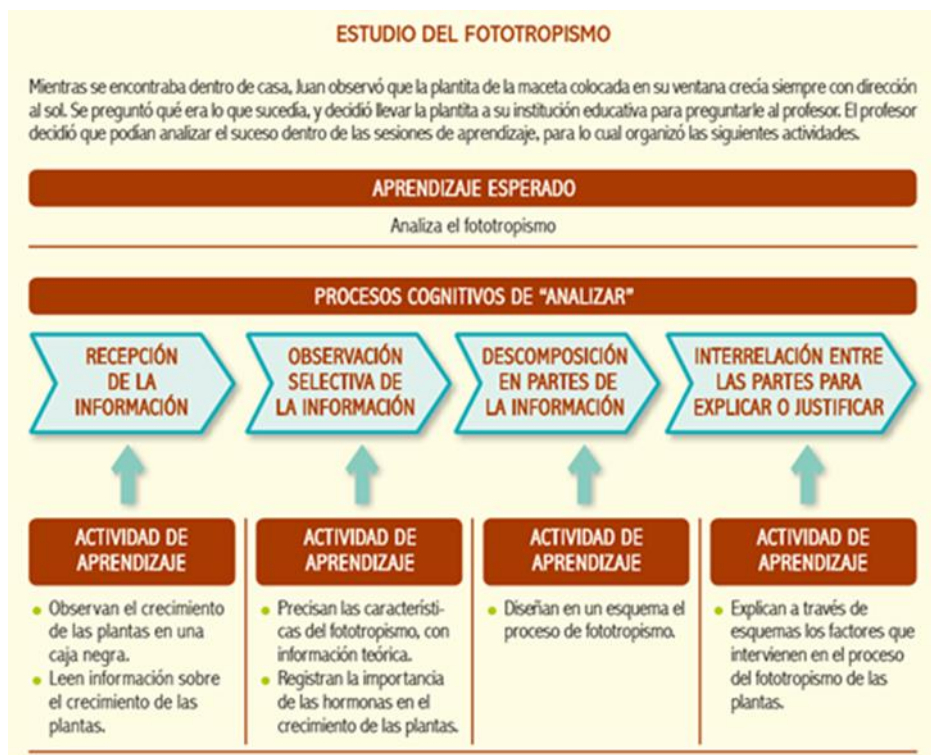 ESTUDIO DEL FOTOTROPISMO
Mientras se encontraba dentro de casa, Juan observó que la plantita de la maceta colocada en su ventana crecía siempre con dirección
al sol. Se preguntó qué era lo que sucedía, y decidió llevar la plantita a su institución educativa para preguntarle al profesor. El profesor
decidió que podían analizar el suceso dentro de las sesiones de aprendizaje, para lo cual organizó las siguientes actividades.
APRENDIZAJE ESPERADO
Analiza el fototropismo
PROCESOS COGNITIVOS DE “ANALIZAR”
RECEPCIÓN
DE LA
INFORMACIÓN
OBSERVACIÓN
SELECTIVA DE
LA INFORMACIÓN
DESCOMPOSICIÓN
EN PARTES DE
LA INFORMACIÓN
INTERRELACIÓN ENTRE
LAS PARTES PARA
EXPLICAR O JUSTIFICAR
ACTIVIDAD DE
APRENDIZAJE
• Observan el crecimiento
de las plantas en una
caja negra.
• Leen información sobre
el crecimiento de las
plantas.
ACTIVIDAD DE
APRENDIZAJE
• Precisan las característi-
cas del fototropismo, con
información teórica.
• Registran la importancia
de las hormonas en el
crecimiento de las plantas.
ACTIVIDAD DE
APRENDIZAJE
• Diseñan en un esquema el
proceso de fototropismo.
ACTIVIDAD DE
APRENDIZAJE
• Explican a través de
esquemas los factores que
intervienen en el proceso
del fototropismo de las
plantas.